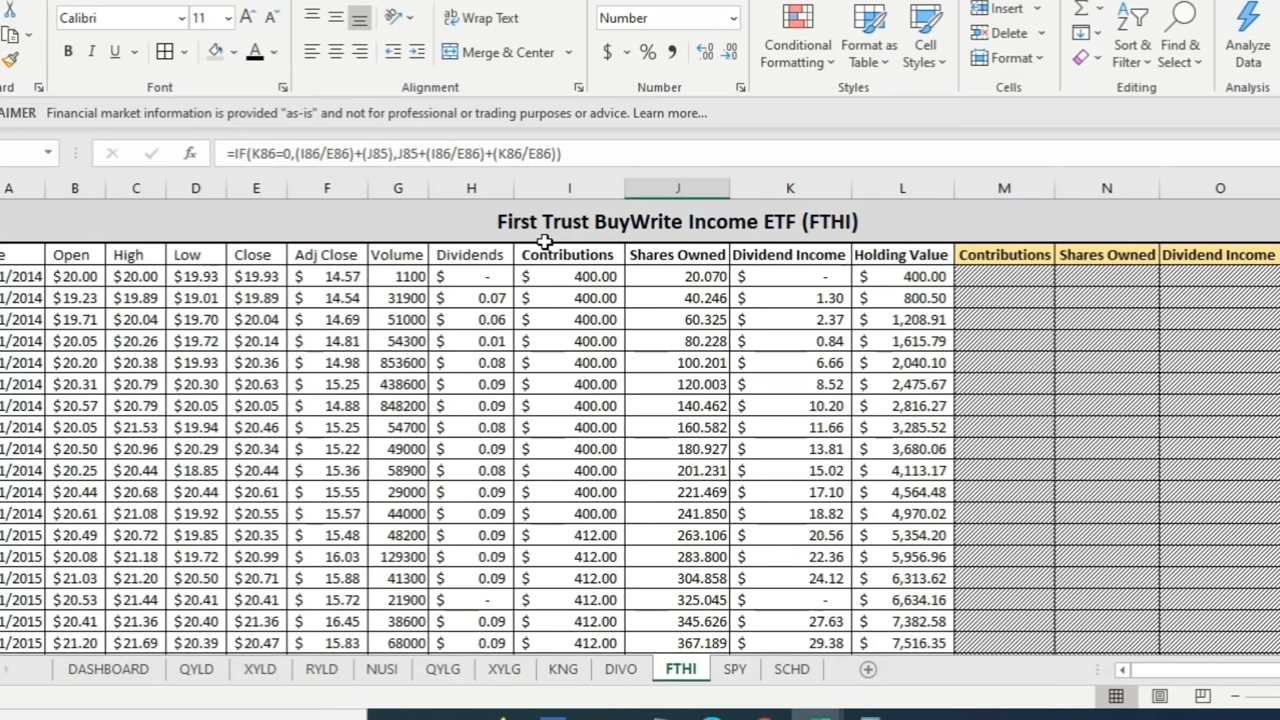 Calibri 11 A A Wrap Text Number Insert
B I U A Merge & Center $ % Conditional Formatting Format as Table Cell Styles Delete Format Sort & Filter Find & Select Analyze Data
Font Alignment Number Styles Cells Editing Analysis
AIMER Financial market information is provided "as-is" and not for professional or trading purposes or advice. Learn more...
fx =IF(K86=0,(I86/E86)+(J85),J85+(I86/E86)+(K86/E86))
A B C D E F G H I J K L M N O
First Trust BuyWrite Income ETF (FTHI)
e Open High Low Close Adj Close Volume Dividends Contributions Shares Owned Dividend Income Holding Value Contributions Shares Owned Dividend Income
1/2014 $20.00 $20.00 $19.93 $19.93 $ 14.57 1100 $ - $ 400.00 20.070 $ - $ 400.00
1/2014 $19.23 $19.89 $19.01 $19.89 $ 14.54 31900 $ 0.07 $ 400.00 40.246 $ 1.30 $ 800.50
1/2014 $19.71 $20.04 $19.70 $20.04 $ 14.69 51000 $ 0.06 $ 400.00 60.325 $ 2.37 $ 1,208.91
1/2014 $20.05 $20.26 $19.72 $20.14 $ 14.81 54300 $ 0.01 $ 400.00 80.228 $ 0.84 $ 1,615.79
1/2014 $20.20 $20.38 $19.93 $20.36 $ 14.98 853600 $ 0.08 $ 400.00 100.201 $ 6.66 $ 2,040.10
1/2014 $20.31 $20.79 $20.30 $20.63 $ 15.25 438600 $ 0.09 $ 400.00 120.003 $ 8.52 $ 2,475.67
1/2014 $20.57 $20.79 $20.05 $20.05 $ 14.88 848200 $ 0.09 $ 400.00 140.462 $ 10.20 $ 2,816.27
1/2014 $20.05 $21.53 $19.94 $20.46 $ 15.25 54700 $ 0.08 $ 400.00 160.582 $ 11.66 $ 3,285.52
1/2014 $20.50 $20.96 $20.29 $20.34 $ 15.22 49000 $ 0.09 $ 400.00 180.927 $ 13.81 $ 3,680.06
1/2014 $20.25 $20.44 $18.85 $20.44 $ 15.36 58900 $ 0.08 $ 400.00 201.231 $ 15.02 $ 4,113.17
1/2014 $20.44 $20.68 $20.44 $20.61 $ 15.55 29000 $ 0.09 $ 400.00 221.469 $ 17.10 $ 4,564.48
1/2014 $20.61 $21.08 $19.92 $20.55 $ 15.57 44000 $ 0.09 $ 400.00 241.850 $ 18.82 $ 4,970.02
1/2015 $20.49 $20.72 $19.85 $20.35 $ 15.48 48200 $ 0.09 $ 412.00 263.106 $ 20.56 $ 5,354.20
1/2015 $20.08 $21.18 $19.72 $20.99 $ 16.03 129300 $ 0.09 $ 412.00 283.800 $ 22.36 $ 5,956.96
1/2015 $21.03 $21.20 $20.50 $20.71 $ 15.88 41300 $ 0.09 $ 412.00 304.858 $ 24.12 $ 6,313.62
1/2015 $20.53 $21.44 $20.41 $20.41 $ 15.72 21900 $ - $ 412.00 325.045 $ - $ 6,634.16
1/2015 $20.41 $21.36 $20.40 $21.36 $ 16.45 38600 $ 0.09 $ 412.00 345.626 $ 27.63 $ 7,382.58
1/2015 $21.20 $21.69 $20.39 $20.47 $ 15.83 68000 $ 0.09 $ 412.00 367.189 $ 29.38 $ 7,516.35
DASHBOARD QYLD XYLD RYLD NUSI QYLG XYLG KNG DIVO FTHI SPY SCHD